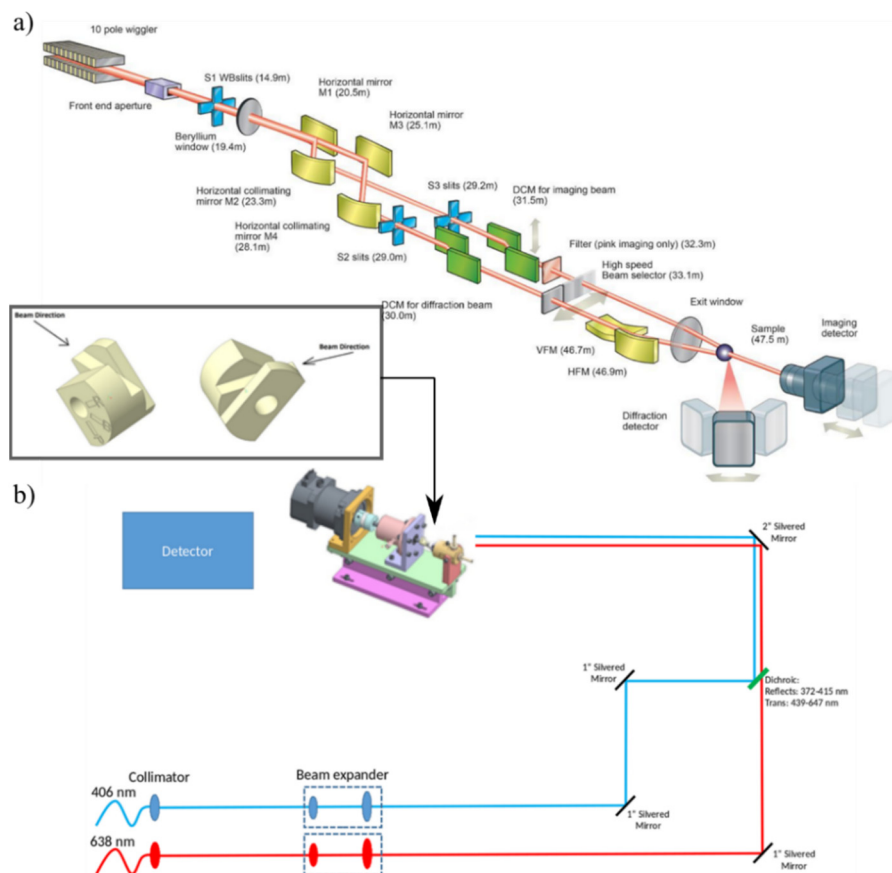 a)
10 pole wiggler
S1 WBslits (14.9m)
Front end aperture
Horizontal mirror
M1 (20.5m)
Horizontal mirror
M3 (25.1m)
Beryllium
window (19.4m)
S3 slits (29.2m)
DCM for imaging beam
(31.5m)
Horizontal collimating
mirror M2 (23.3m)
Horizontal collimating
mirror M4
(28.1m)
S2 slits (29.0m)
Filter (pink imaging only) (32.3m)
High speed
Beam selector (33.1m)
Exit window
DCM for diffraction beam
(30.0m)
Sample
(47.5 m)
Imaging
detector
VFM (46.7m)
HFM (46.9m)
Diffraction
detector
Beam Direction
Beam Direction
b)
Detector
2" Silvered
Mirror
1" Silvered
Mirror
Dichroic:
Reflects: 372-415 nm
Trans: 439-647 nm
Collimator
Beam expander
406 nm
1" Silvered
Mirror
638 nm
1" Silvered
Mirror